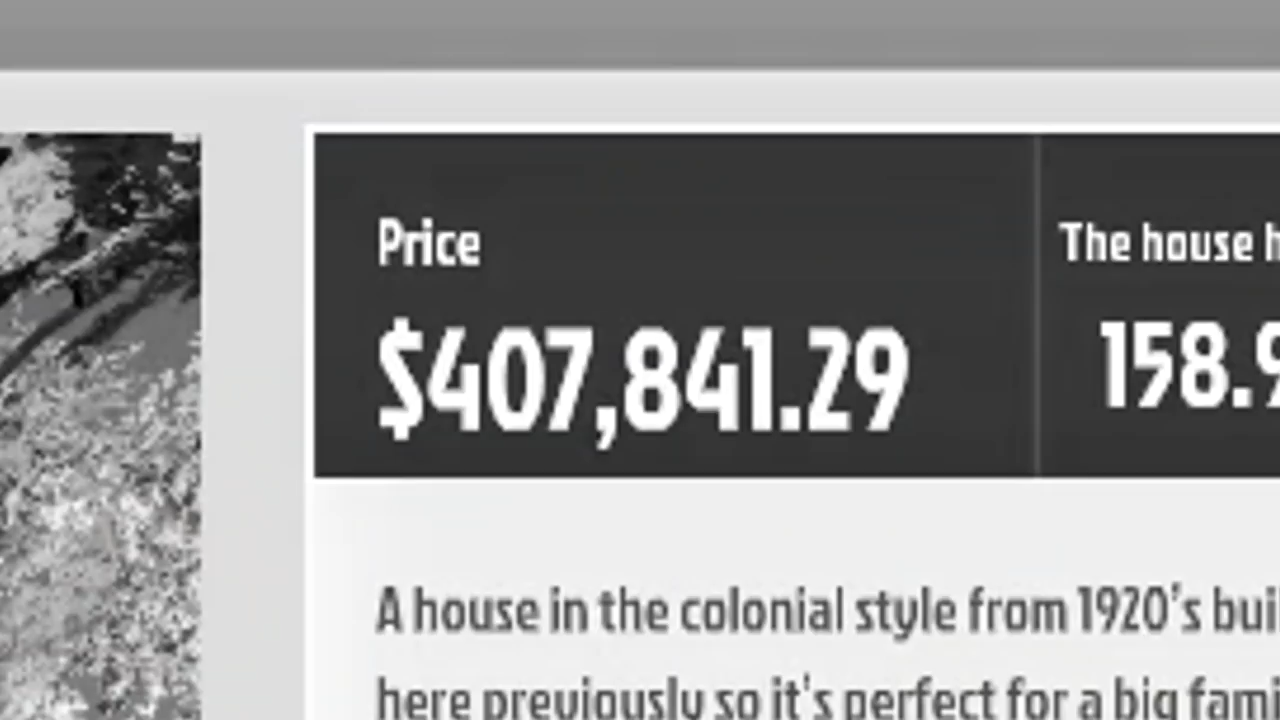 Price
The house
$407,841.29
158.9
A house in the colonial style from 1920's
here previously so it's perfect for a big